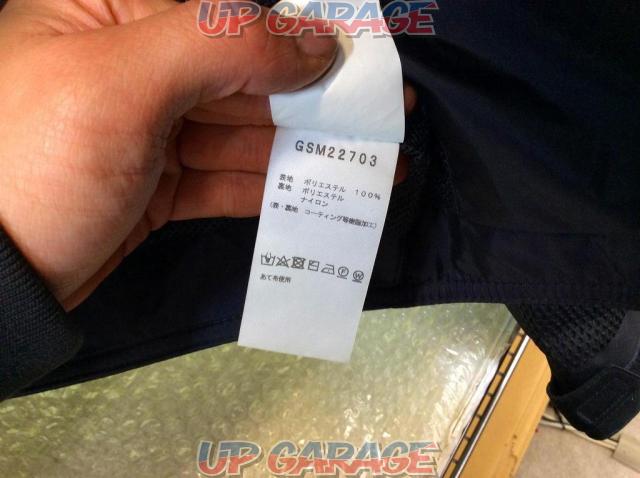 UP GARAGE
GSM22703
表地 ポリエステル 100%
裏地 ポリエステル
ナイロン
(表・裏地 コーティング等樹脂加工)
あて布使用
UP GARAGE